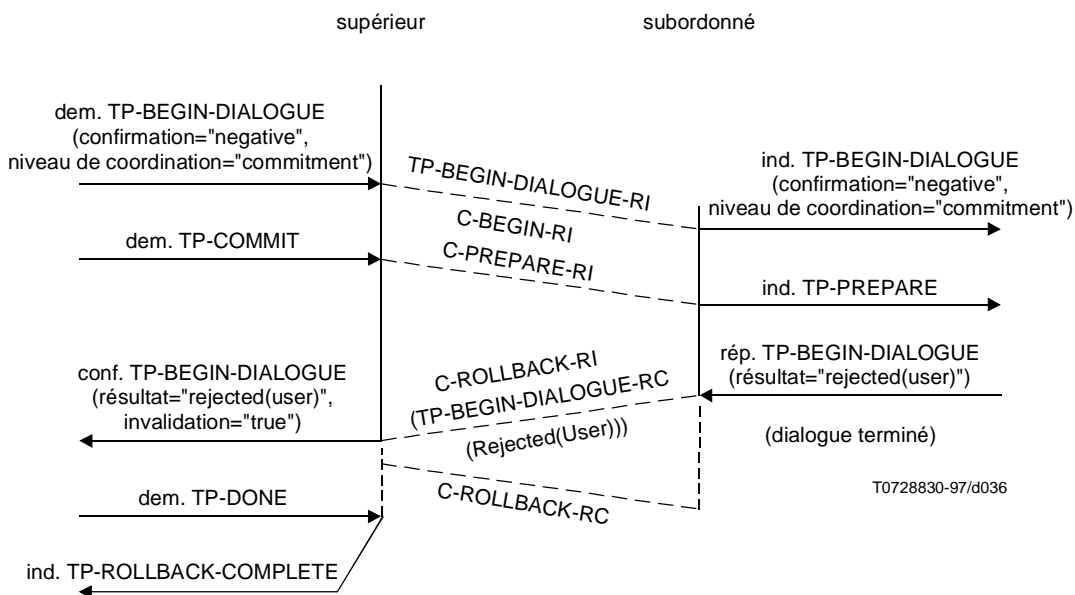 supérieur
subordonné
dem. TP-BEGIN-DIALOGUE
(confirmation="negative",
niveau de coordination="commitment")
TP-BEGIN-DIALOGUE-RI
ind. TP-BEGIN-DIALOGUE
(confirmation="negative",
niveau de coordination="commitment")
C-BEGIN-RI
dem. TP-COMMIT
C-PREPARE-RI
ind. TP-PREPARE
rép. TP-BEGIN-DIALOGUE
(résultat="rejected(user)")
C-ROLLBACK-RI
(TP-BEGIN-DIALOGUE-RC
(Rejected(User)))
conf. TP-BEGIN-DIALOGUE
(résultat="rejected(user)",
invalidation="true")
(dialogue terminé)
C-ROLLBACK-RC
T0728830-97/d036
dem. TP-DONE
ind. TP-ROLLBACK-COMPLETE